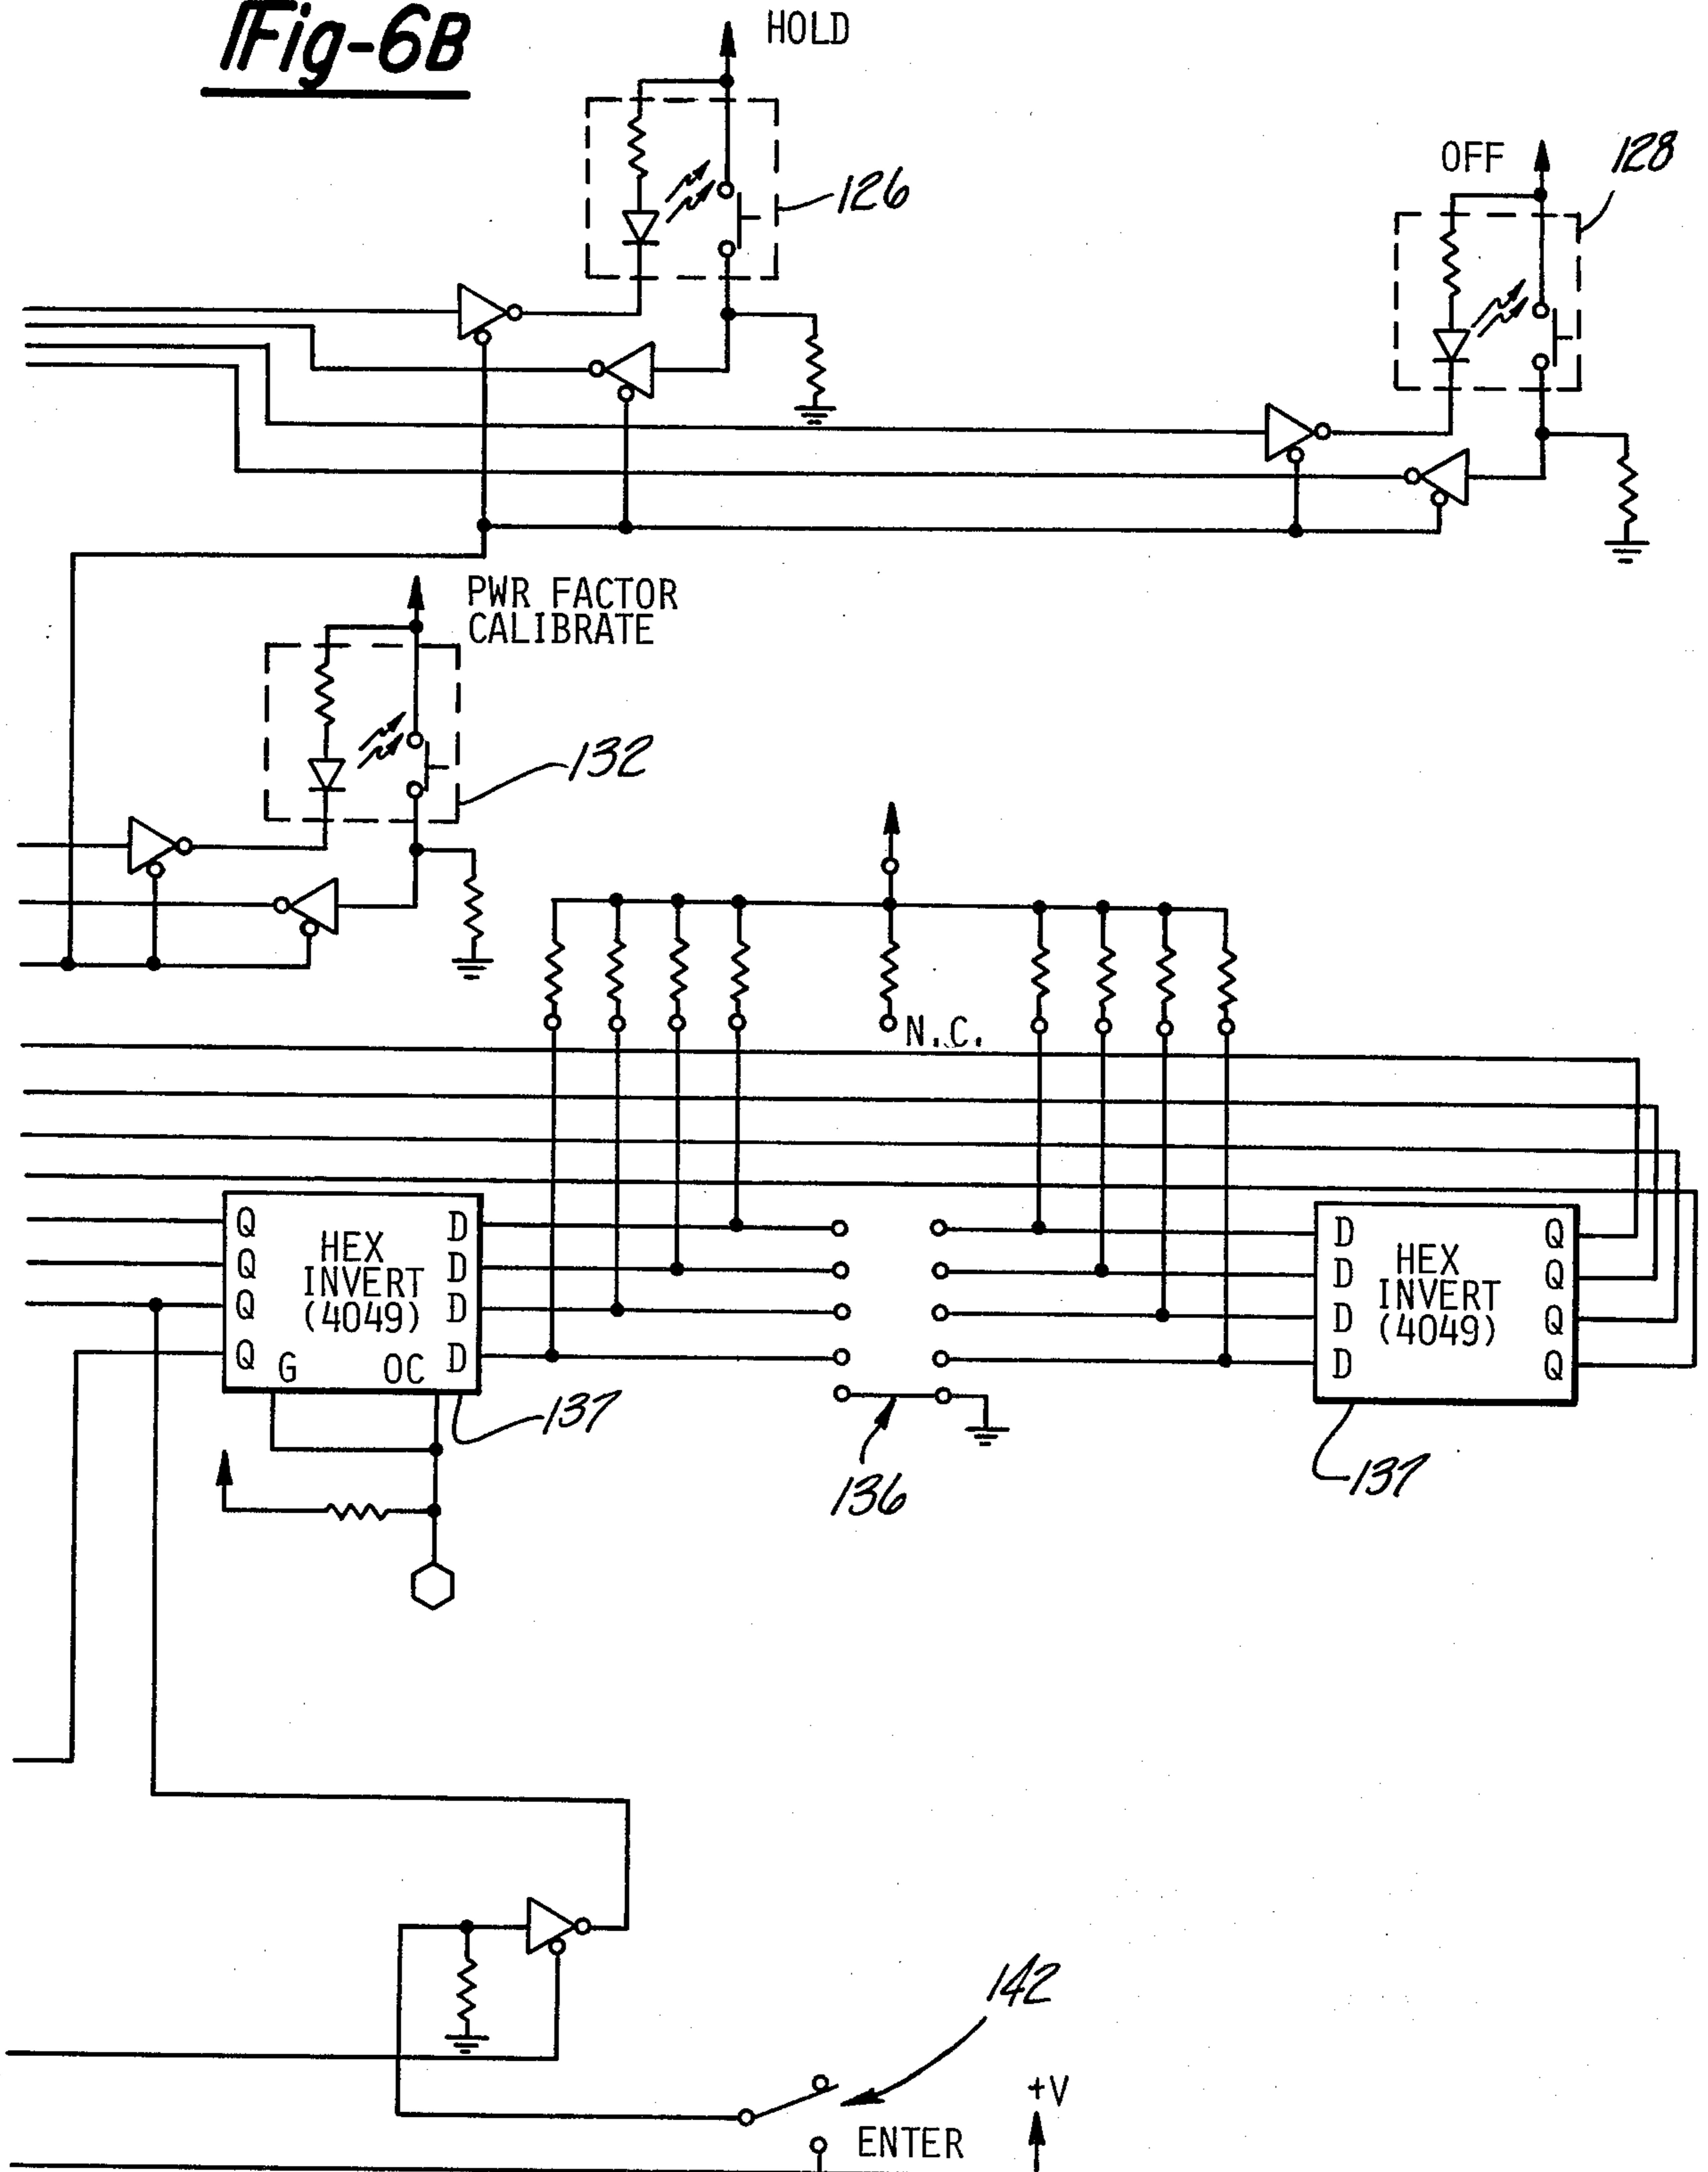 Fig-6B
HOLD
126
OFF
128
PWR FACTOR
CALIBRATE
132
N.C.
Q
Q
Q
Q
HEX
INVERT
(4049)
D
D
D
D
G
OC
137
136
D
D
D
D
HEX
INVERT
(4049)
Q
Q
Q
Q
137
142
+V
ENTER